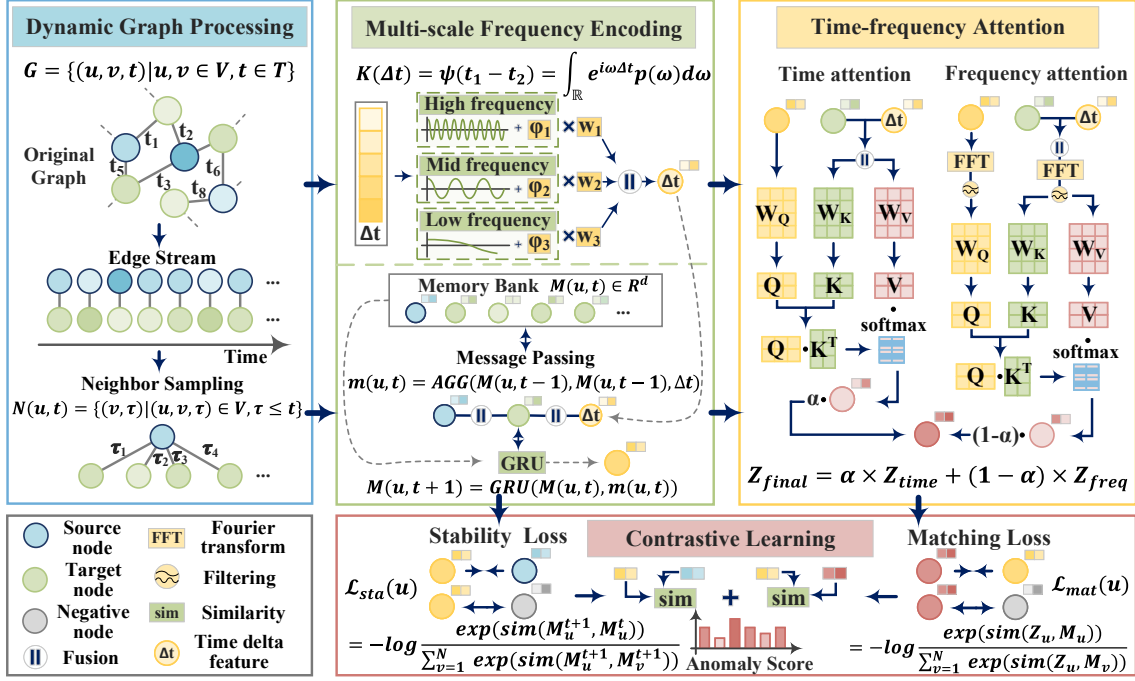 Dynamic Graph Processing
G = {(u, v, t)|u, v ∈ V, t ∈ T}
t₁
t₂
Original
Graph
t₅
t₆
t₃
t₈
Edge Stream
...
...
Time
Neighbor Sampling
N(u, t) = {(v, τ)|(u, v, τ) ∈ V, τ ≤ t}
τ₁ τ₂ τ₃ τ₄
...
Multi-scale Frequency Encoding
K(Δt) = ψ(t₁ − t₂) = ∫_ℝ e^{iωΔt} p(ω)dω
High frequency
+ φ₁ × w₁
Mid frequency
+ φ₂ × w₂
|| Δt
Low frequency
+ φ₃ × w₃
Δt
Memory Bank M(u, t) ∈ R^d
...
Message Passing
m(u, t) = AGG(M(u, t − 1), M(u, t − 1), Δt)
|| || Δt
GRU
M(u, t + 1) = GRU(M(u, t), m(u, t))
Time-frequency Attention
Time attention
Δt
||
W_Q W_K W_V
Q K V
·
softmax
Q · K^T
α·
Frequency attention
Δt
||
FFT FFT
W_Q W_K W_V
Q K V
·
softmax
Q · K^T
(1-α)·
Z_final = α × Z_time + (1 − α) × Z_freq
Source
node
FFT Fourier
transform
Target
node
Filtering
Negative
node
sim Similarity
|| Fusion
Δt Time delta
feature
Stability Loss
Contrastive Learning
Matching Loss
ℒ_sta(u)
sim + sim
ℒ_mat(u)
= −log exp(sim(M_u^{t+1}, M_u^t)) / ∑_{v=1}^N exp(sim(M_u^{t+1}, M_v^{t+1}))
Anomaly Score
= −log exp(sim(Z_u, M_u)) / ∑_{v=1}^N exp(sim(Z_u, M_v))